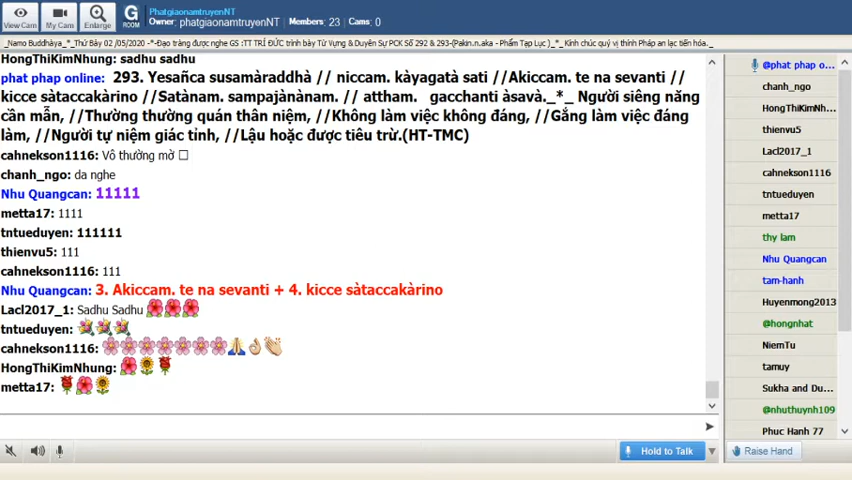 View Cam
My Cam
Enlarge
G
ROOM
PhatgiaonamtruyenNT
Owner: phatgiaonamtruyenNT Members: 23 Cams: 0
_Namo Buddhàya_*_Thứ Bảy 02 /05/2020 -*-Đạo tràng được nghe GS :TT TRÍ ĐỨC trình bày Từ Vựng & Duyên Sự PCK Số 292 & 293-(Pakin.n.aka - Phẩm Tạp Lục )_*_ Kính chúc quý vị thính Pháp an lạc tiến hóa._
HongThiKimNhung: sadhu sadhu
phat phap online: 293. Yesañca susamàraddhà // niccam. kàyagatà sati //Akiccam. te na sevanti //
kicce sàtaccakàrino //Satànam. sampajànànam. // attham. gacchanti àsavà._*_ Người siêng năng
cần mẫn, //Thường thường quán thân niệm, //Không làm việc không đáng, //Gắng làm việc đáng
làm, //Người tự niệm giác tỉnh, //Lậu hoặc được tiêu trừ.(HT-TMC)
cahnekson1116: Vô thường mờ
chanh_ngo: da nghe
Nhu Quangcan: 11111
metta17: 1111
tntueduyen: 111111
thienvu5: 111
cahnekson1116: 111
Nhu Quangcan: 3. Akiccam. te na sevanti + 4. kicce sàtaccakàrino
Lacl2017_1: Sadhu Sadhu
tntueduyen:
cahnekson1116:
HongThiKimNhung:
metta17:
Hold to Talk
@phat phap o...
chanh_ngo
HongThiKimNh...
thienvu5
Lacl2017_1
cahnekson1116
tntueduyen
metta17
thy lam
Nhu Quangcan
tam-hanh
Huyenmong2013
@hongnhat
NiemTu
tamuy
Sukha and Du...
@nhuthuynh109
Phuc Hanh 77
Raise Hand